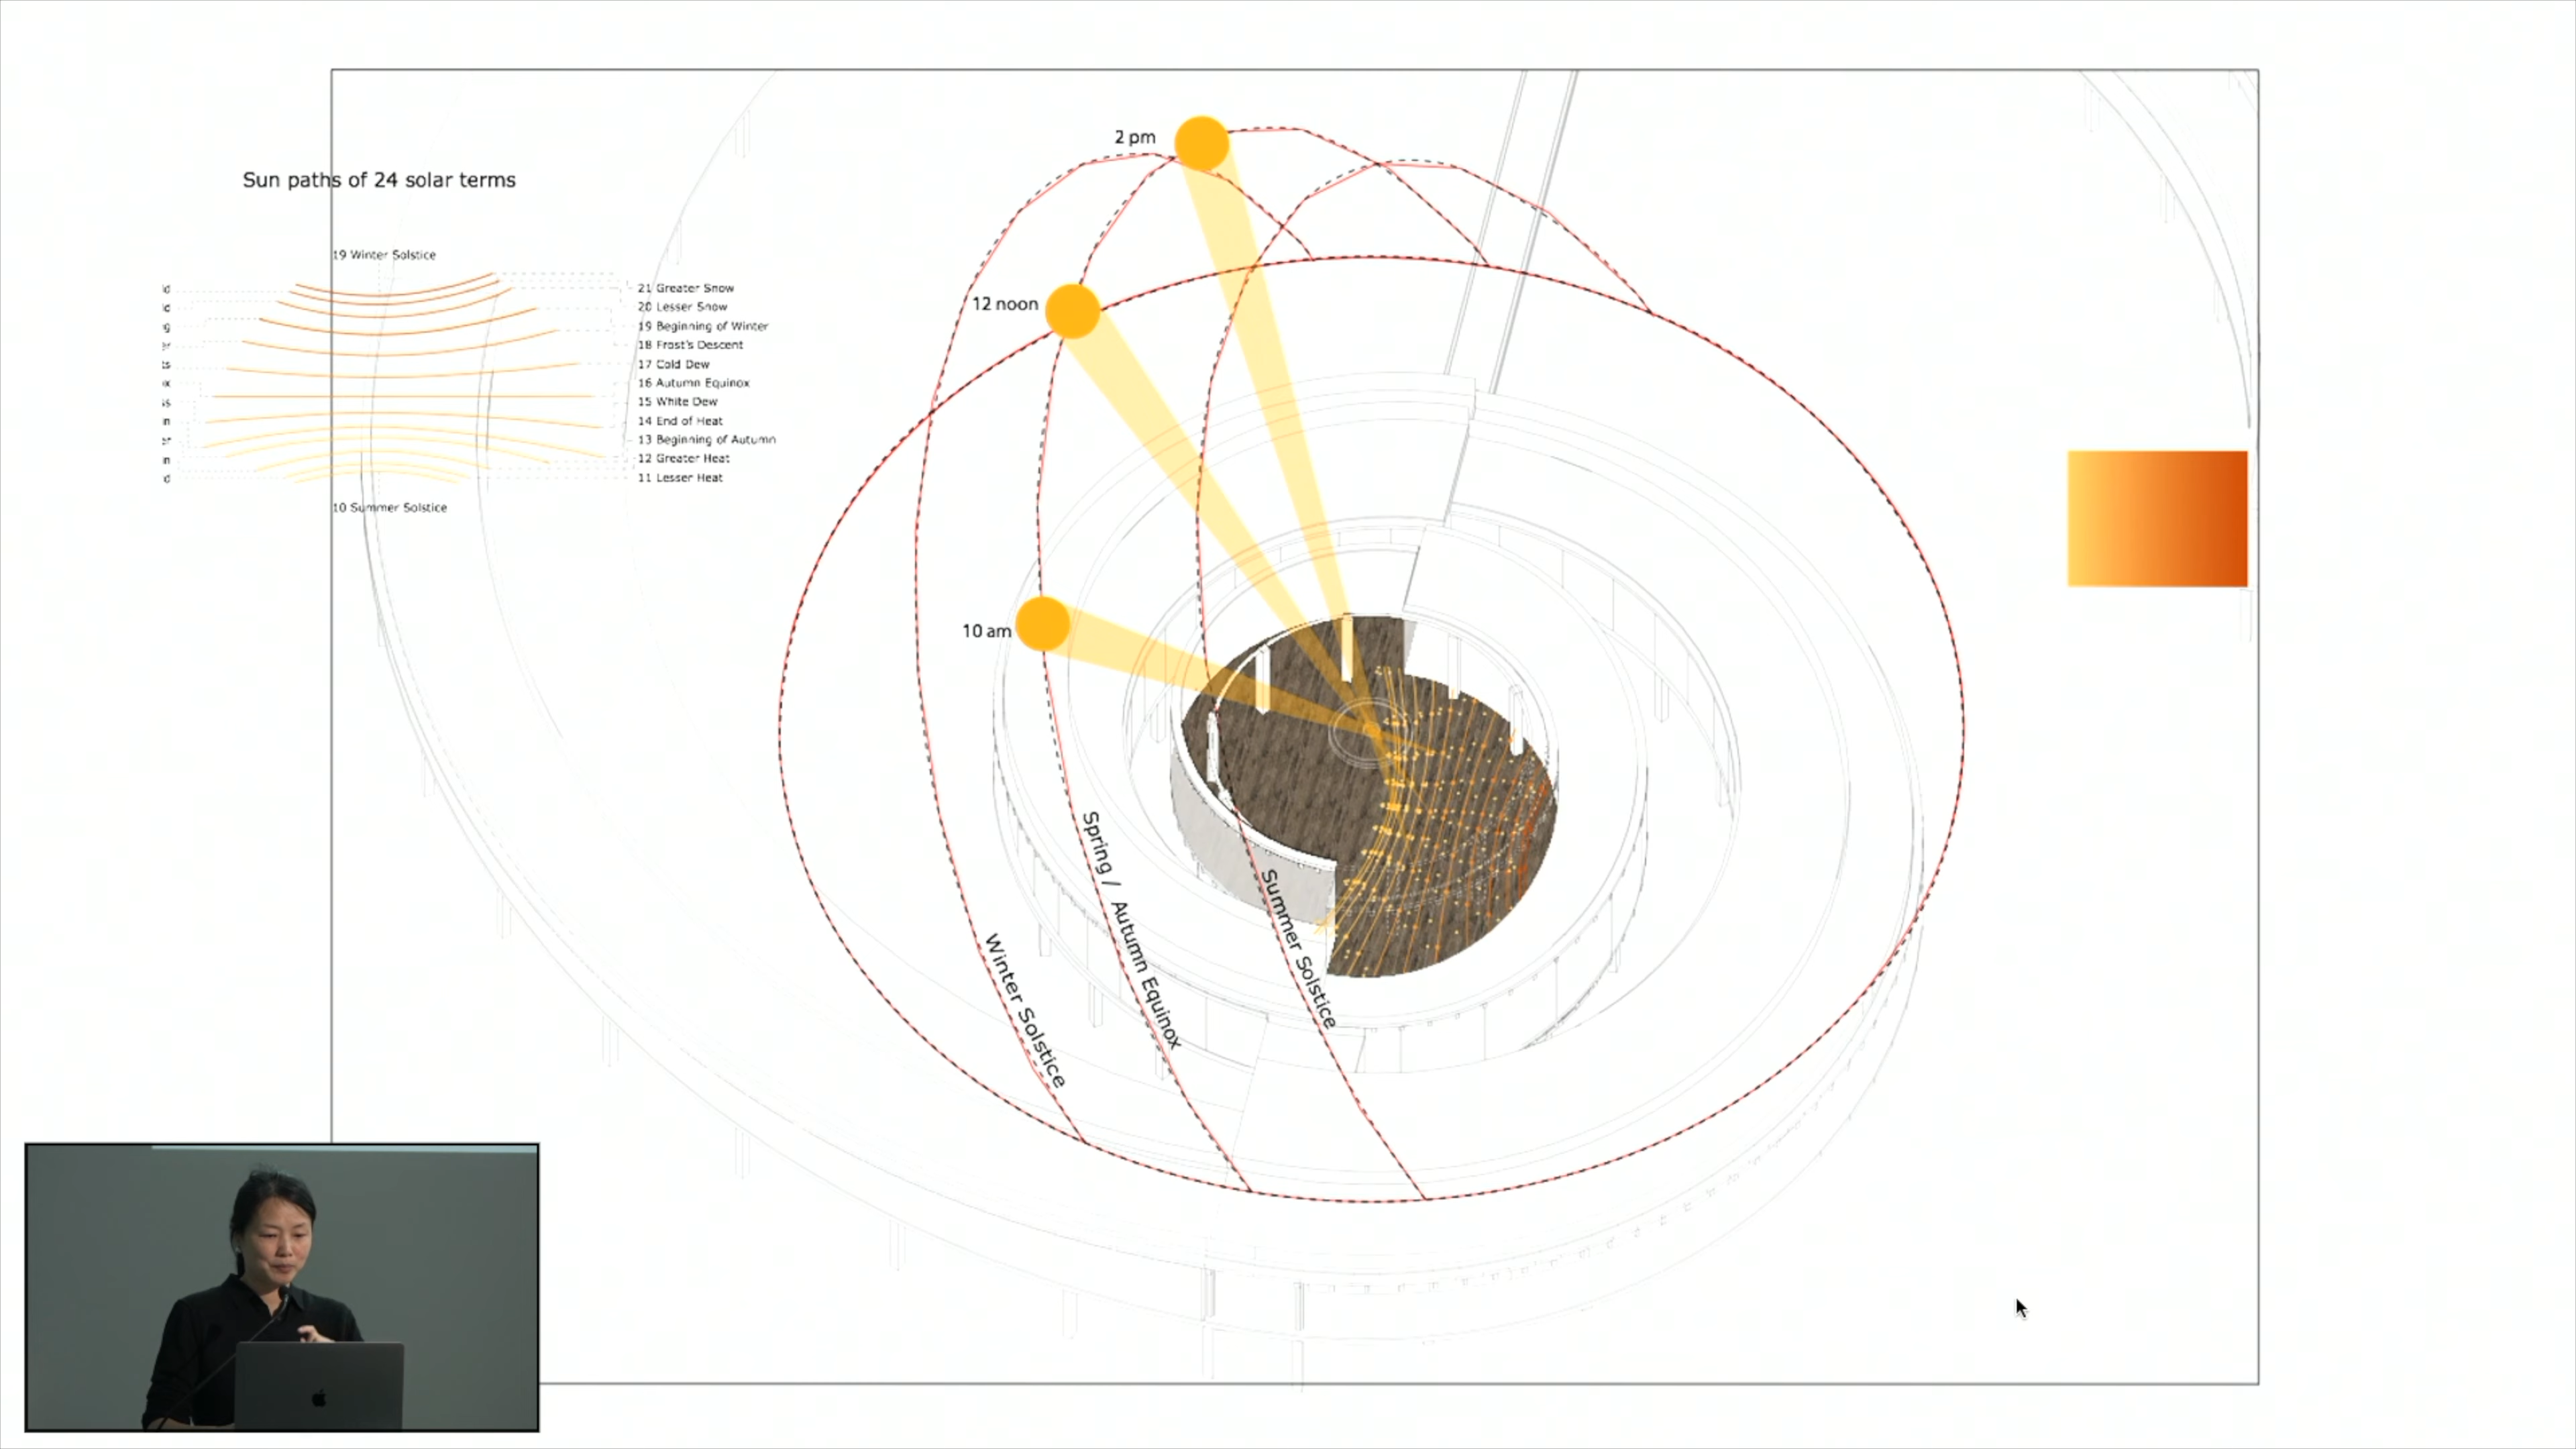 2 pm
Sun paths of 24 solar terms
19 Winter Solstice
21 Greater Snow
20 Lesser Snow
19 Beginning of Winter
18 Frost's Descent
17 Cold Dew
16 Autumn Equinox
15 White Dew
14 End of Heat
13 Beginning of Autumn
12 Greater Heat
11 Lesser Heat
10 Summer Solstice
12 noon
10 am
Winter Solstice
Spring / Autumn Equinox
Summer Solstice